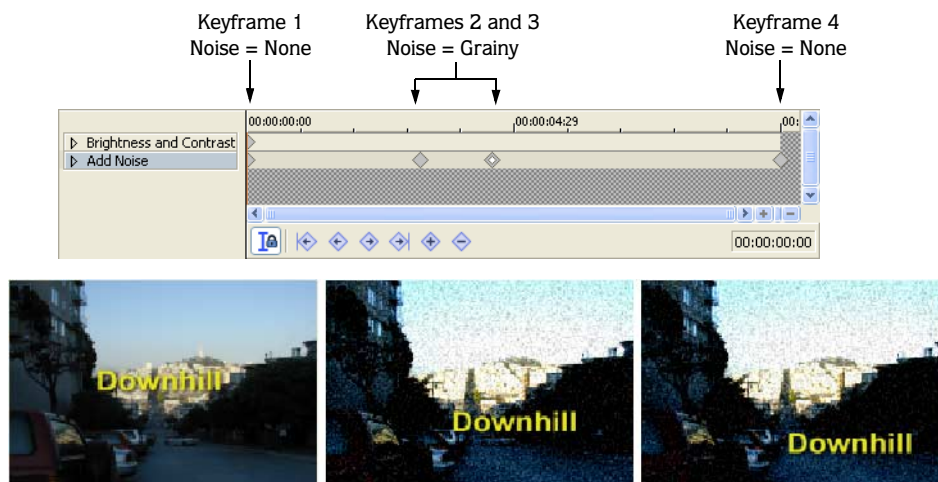 Keyframe 1
Noise = None
Keyframes 2 and 3
Noise = Grainy
Keyframe 4
Noise = None
00:00:00:00
00:00:04:29
00:
Brightness and Contrast
Add Noise
00:00:00:00
Downhill
Downhill
Downhill